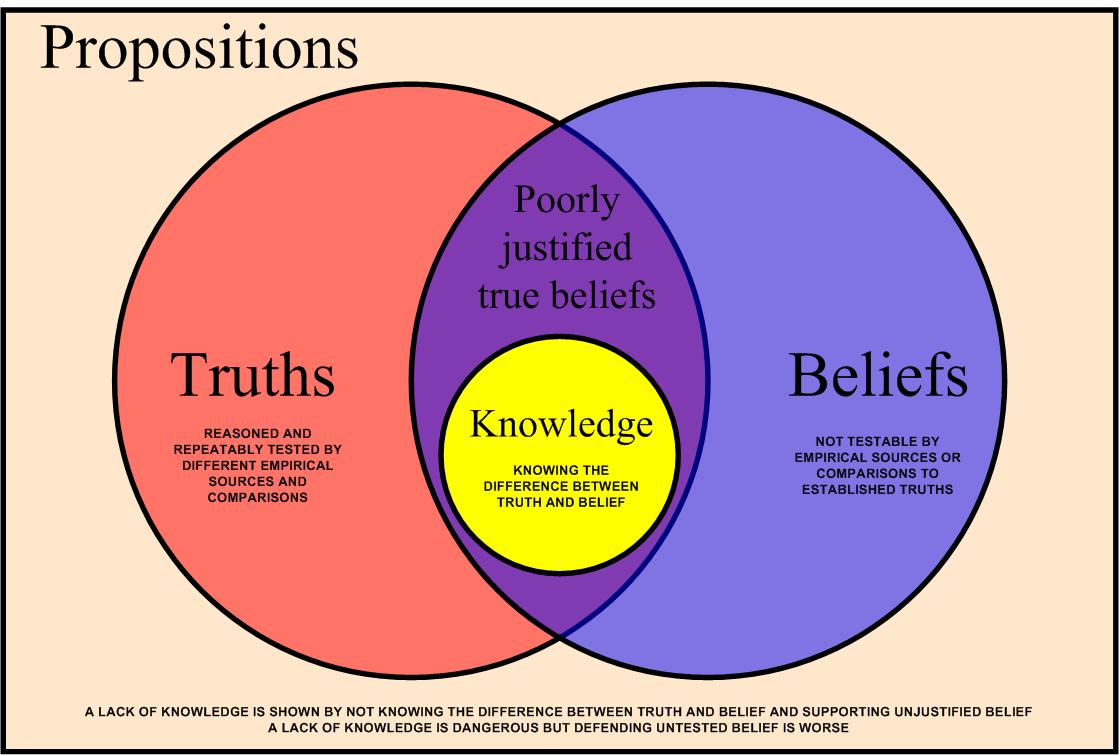 Propositions
Poorly
justified
true beliefs
Truths
REASONED AND
REPEATABLY TESTED BY
DIFFERENT EMPIRICAL
SOURCES AND
COMPARISONS
Knowledge
KNOWING THE
DIFFERENCE BETWEEN
TRUTH AND BELIEF
Beliefs
NOT TESTABLE BY
EMPIRICAL SOURCES OR
COMPARISONS TO
ESTABLISHED TRUTHS
A LACK OF KNOWLEDGE IS SHOWN BY NOT KNOWING THE DIFFERENCE BETWEEN TRUTH AND BELIEF AND SUPPORTING UNJUSTIFIED BELIEF
A LACK OF KNOWLEDGE IS DANGEROUS BUT DEFENDING UNTESTED BELIEF IS WORSE